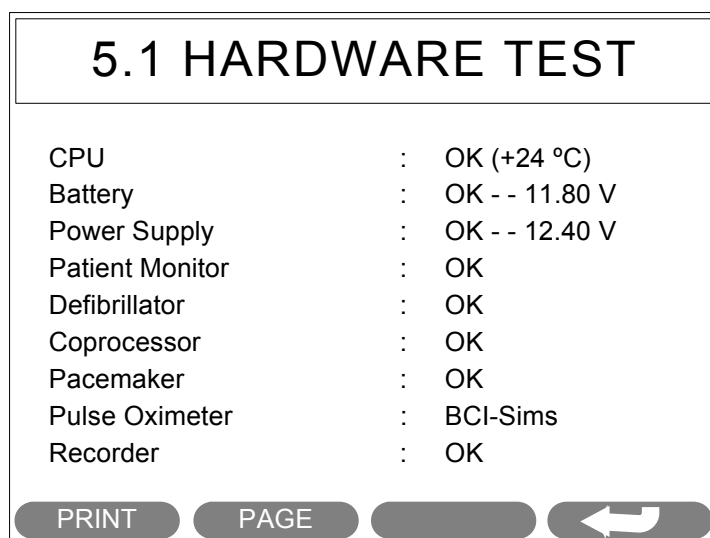 5.1 HARDWARE TEST
CPU : OK (+24 ºC)
Battery : OK - - 11.80 V
Power Supply : OK - - 12.40 V
Patient Monitor : OK
Defibrillator : OK
Coprocessor : OK
Pacemaker : OK
Pulse Oximeter : BCI-Sims
Recorder : OK
PRINT PAGE